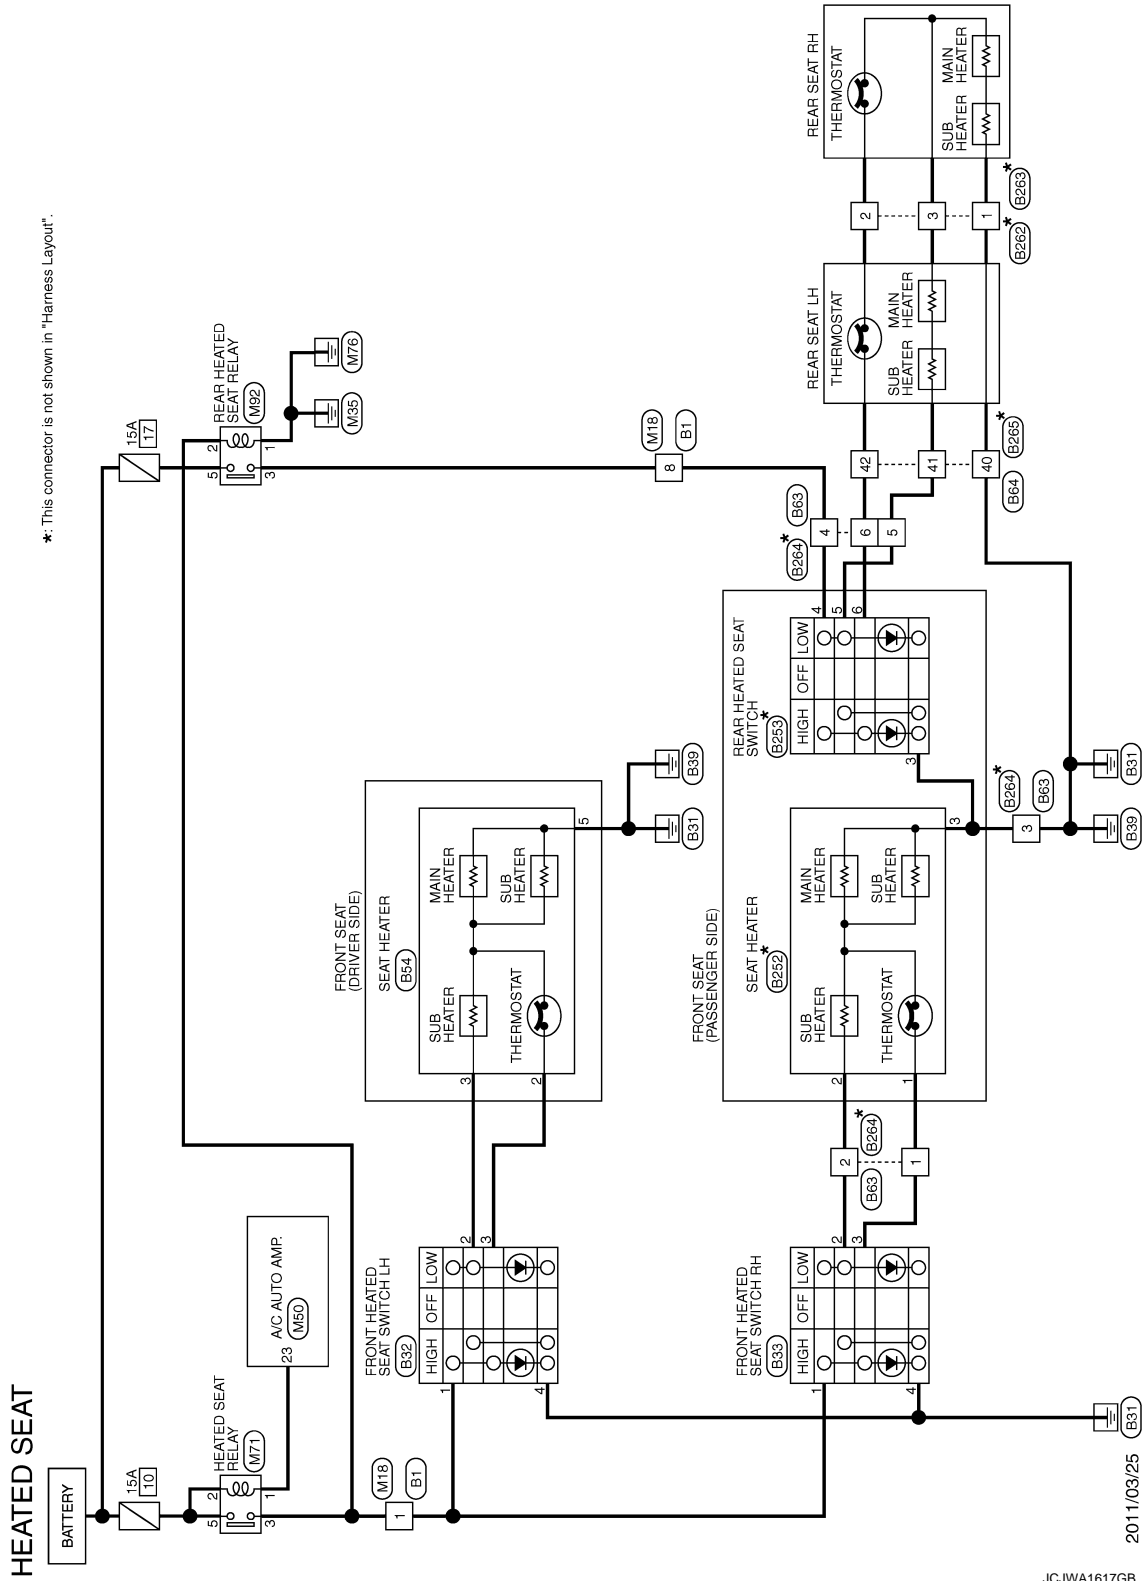 HEATED SEAT
*: This connector is not shown in "Harness Layout".
BATTERY
15A
10
HEATED SEAT
RELAY
M71
5
2
3
1
A/C AUTO AMP.
M50
23
15A
17
REAR HEATED
SEAT RELAY
M92
5
2
3
1
M35
M76
M18
1
B1
M18
8
B1
FRONT HEATED
SEAT SWITCH LH
B32
HIGH
OFF
LOW
1
4
2
3
FRONT SEAT
(DRIVER SIDE)
SEAT HEATER
B54
3
2
SUB
HEATER
THERMOSTAT
MAIN
HEATER
SUB
HEATER
5
B31
B39
FRONT HEATED
SEAT SWITCH RH
B33
HIGH
OFF
LOW
1
4
2
3
B31
2
1
B63
B264
*
FRONT SEAT
(PASSENGER SIDE)
SEAT HEATER
B252
*
2
1
SUB
HEATER
THERMOSTAT
MAIN
HEATER
SUB
HEATER
3
REAR HEATED SEAT
SWITCH
B253
*
HIGH
OFF
LOW
3
4
5
6
B264
*
B63
3
B39
B31
B264
*
B63
4
6
5
42
41
40
B64
B265
*
REAR SEAT LH
THERMOSTAT
SUB
HEATER
MAIN
HEATER
2
3
1
B262
*
B263
*
REAR SEAT RH
THERMOSTAT
SUB
HEATER
MAIN
HEATER
2011/03/25
JCJWA1617GB